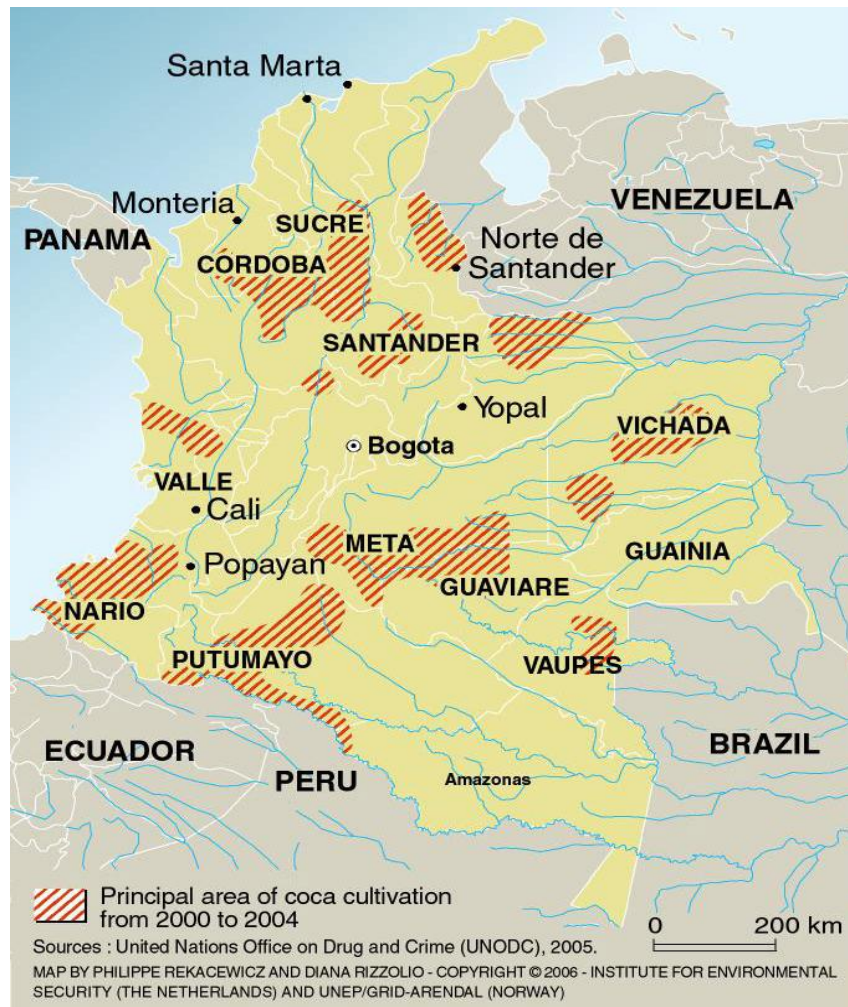 Santa Marta
Monteria
VENEZUELA
PANAMA
SUCRE
CORDOBA
Norte de
Santander
SANTANDER
Yopal
VICHADA
Bogota
VALLE
Cali
META
GUAINIA
Popayan
GUAVIARE
NARIO
PUTUMAYO
VAUPES
ECUADOR
BRAZIL
PERU
Amazonas
Principal area of coca cultivation
from 2000 to 2004
0 200 km
Sources : United Nations Office on Drug and Crime (UNODC), 2005.
MAP BY PHILIPPE REKACEWICZ AND DIANA RIZZOLIO - COPYRIGHT © 2006 - INSTITUTE FOR ENVIRONMENTAL
SECURITY (THE NETHERLANDS) AND UNEP/GRID-ARENDAL (NORWAY)